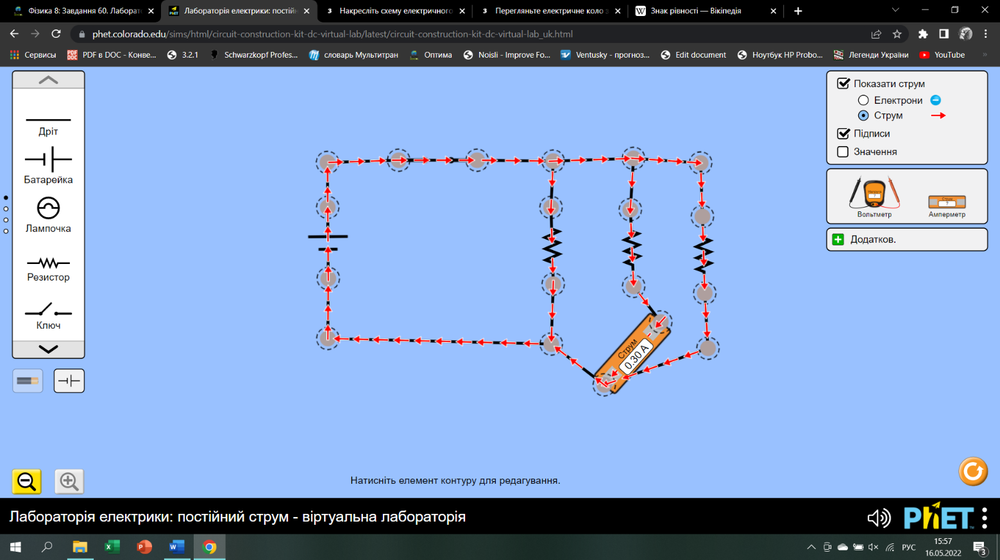 Фізика 8: Завдання 60. Лаборат
Лабораторія електрики: постійн
Накресліть схему електричного
Перегляньте електричне коло з
Знак рівності — Вікіпедія
phet.colorado.edu/sims/html/circuit-construction-kit-dc-virtual-lab/latest/circuit-construction-kit-dc-virtual-lab_uk.html
Сервисы
PDF в DOC - Конве...
3.2.1
Schwarzkopf Profes...
словарь Мультитран
Оптима
Noisli - Improve Fo...
Ventusky - прогноз...
Edit document
Ноутбук HP Probo...
Легенди України
YouTube
Дріт
Батарейка
Лампочка
Резистор
Ключ
Струм
0.30 А
Показати струм
Електрони
Струм
Підписи
Значення
Напруга
?
Вольтметр
Струм
?
Амперметр
Додатков.
Натисніть елемент контуру для редагування.
Лабораторія електрики: постійний струм - віртуальна лабораторія
PhET
РУС
15:57
16.05.2022
3